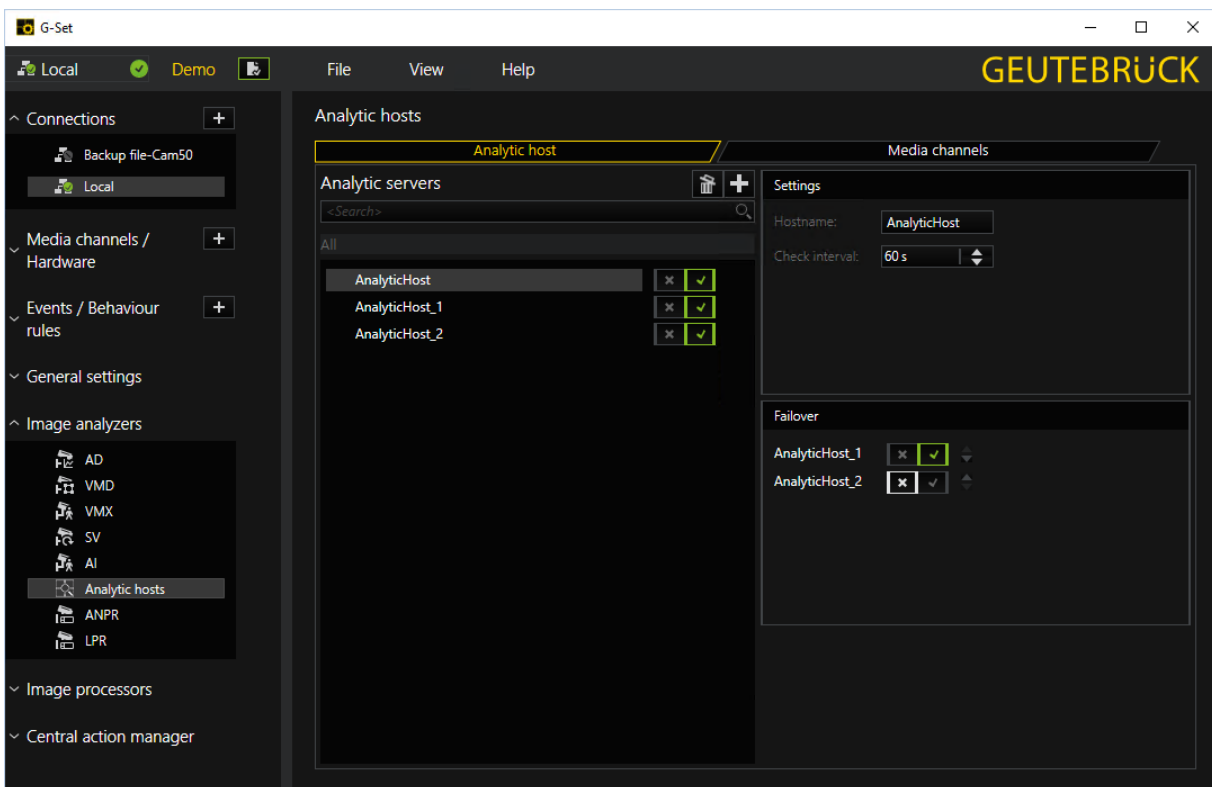 G-Set
Local
Demo
File
View
Help
GEUTEBRÜCK
Connections
Backup file-Cam50
Local
Media channels /
Hardware
Events / Behaviour
rules
General settings
Image analyzers
AD
VMD
VMX
SV
AI
Analytic hosts
ANPR
LPR
Image processors
Central action manager
Analytic hosts
Analytic host
Media channels
Analytic servers
<Search>
All
AnalyticHost
AnalyticHost_1
AnalyticHost_2
Settings
Hostname: AnalyticHost
Check interval: 60 s
Failover
AnalyticHost_1
AnalyticHost_2